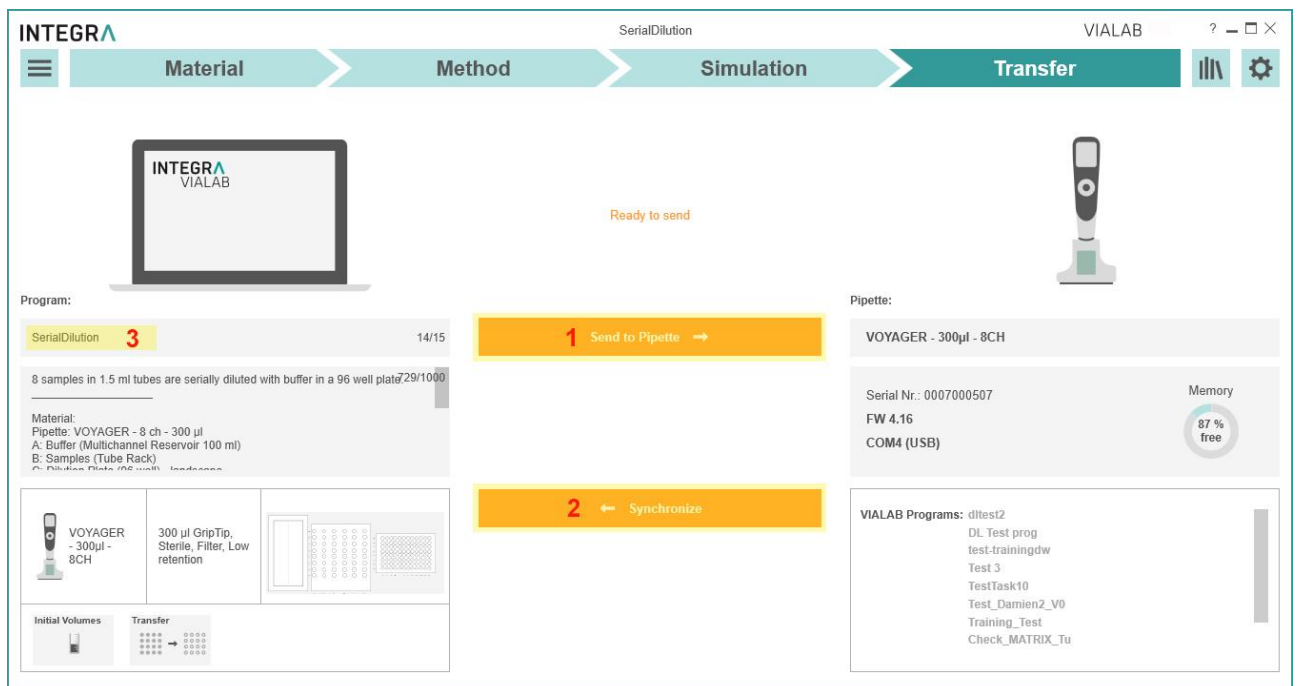 INTEGRA
SerialDilution
VIALAB
?
Material
Method
Simulation
Transfer
INTEGRA
VIALAB
Ready to send
Program:
Pipette:
SerialDilution
3
14/15
1 Send to Pipette →
VOYAGER - 300µl - 8CH
8 samples in 1.5 ml tubes are serially diluted with buffer in a 96 well plate.
729/1000
Material:
Pipette: VOYAGER - 8 ch - 300 µl
A: Buffer (Multichannel Reservoir 100 ml)
B: Samples (Tube Rack)
C: Dilution Plate (96 well) - landscape
Serial Nr.: 0007000507
FW 4.16
COM4 (USB)
Memory
87 %
free
2 ← Synchronize
VOYAGER
- 300µl -
8CH
300 µl GripTip,
Sterile, Filter, Low
retention
Initial Volumes
Transfer
VIALAB Programs: dltest2
DL Test prog
test-trainingdw
Test 3
TestTask10
Test_Damien2_V0
Training_Test
Check_MATRIX_Tu